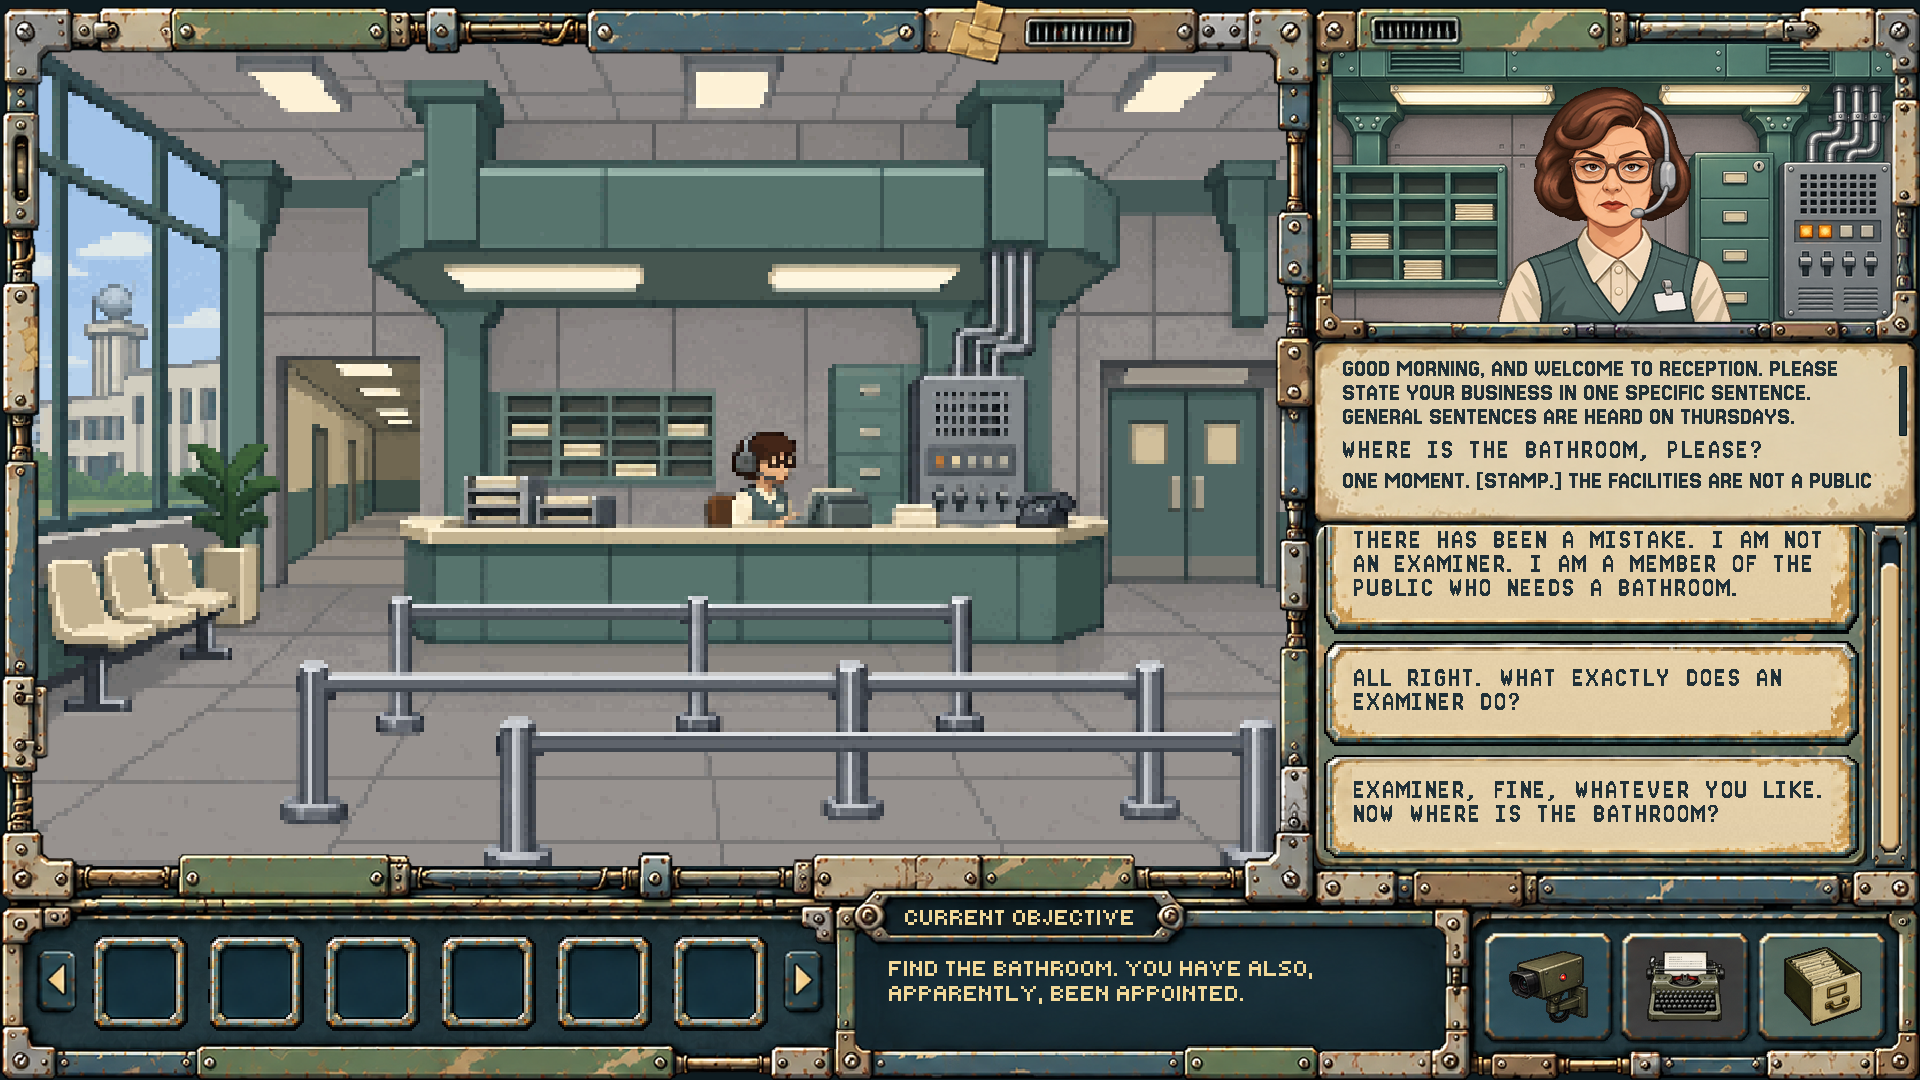 GOOD MORNING, AND WELCOME TO RECEPTION. PLEASE
STATE YOUR BUSINESS IN ONE SPECIFIC SENTENCE.
GENERAL SENTENCES ARE HEARD ON THURSDAYS.
WHERE IS THE BATHROOM, PLEASE?
ONE MOMENT. [STAMP.] THE FACILITIES ARE NOT A PUBLIC
THERE HAS BEEN A MISTAKE. I AM NOT
AN EXAMINER. I AM A MEMBER OF THE
PUBLIC WHO NEEDS A BATHROOM.
ALL RIGHT. WHAT EXACTLY DOES AN
EXAMINER DO?
EXAMINER, FINE, WHATEVER YOU LIKE.
NOW WHERE IS THE BATHROOM?
CURRENT OBJECTIVE
FIND THE BATHROOM. YOU HAVE ALSO,
APPARENTLY, BEEN APPOINTED.